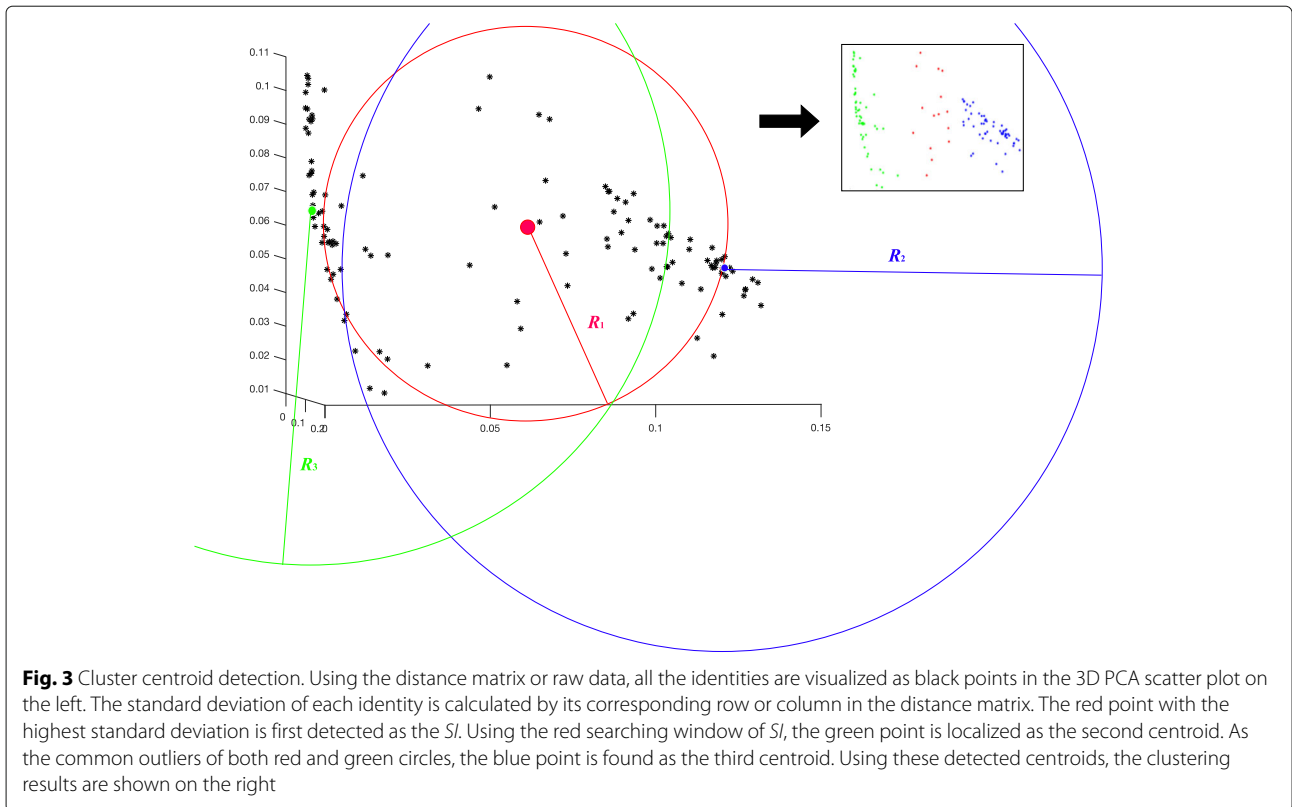 0.11
0.1
0.09
0.08
0.07
0.06
0.05
0.04
0.03
0.02
0.01
0
0.1
0.2
0
0.05
0.1
0.15
R1
R2
R3
Fig. 3 Cluster centroid detection. Using the distance matrix or raw data, all the identities are visualized as black points in the 3D PCA scatter plot on
the left. The standard deviation of each identity is calculated by its corresponding row or column in the distance matrix. The red point with the
highest standard deviation is first detected as the SI. Using the red searching window of SI, the green point is localized as the second centroid. As
the common outliers of both red and green circles, the blue point is found as the third centroid. Using these detected centroids, the clustering
results are shown on the right